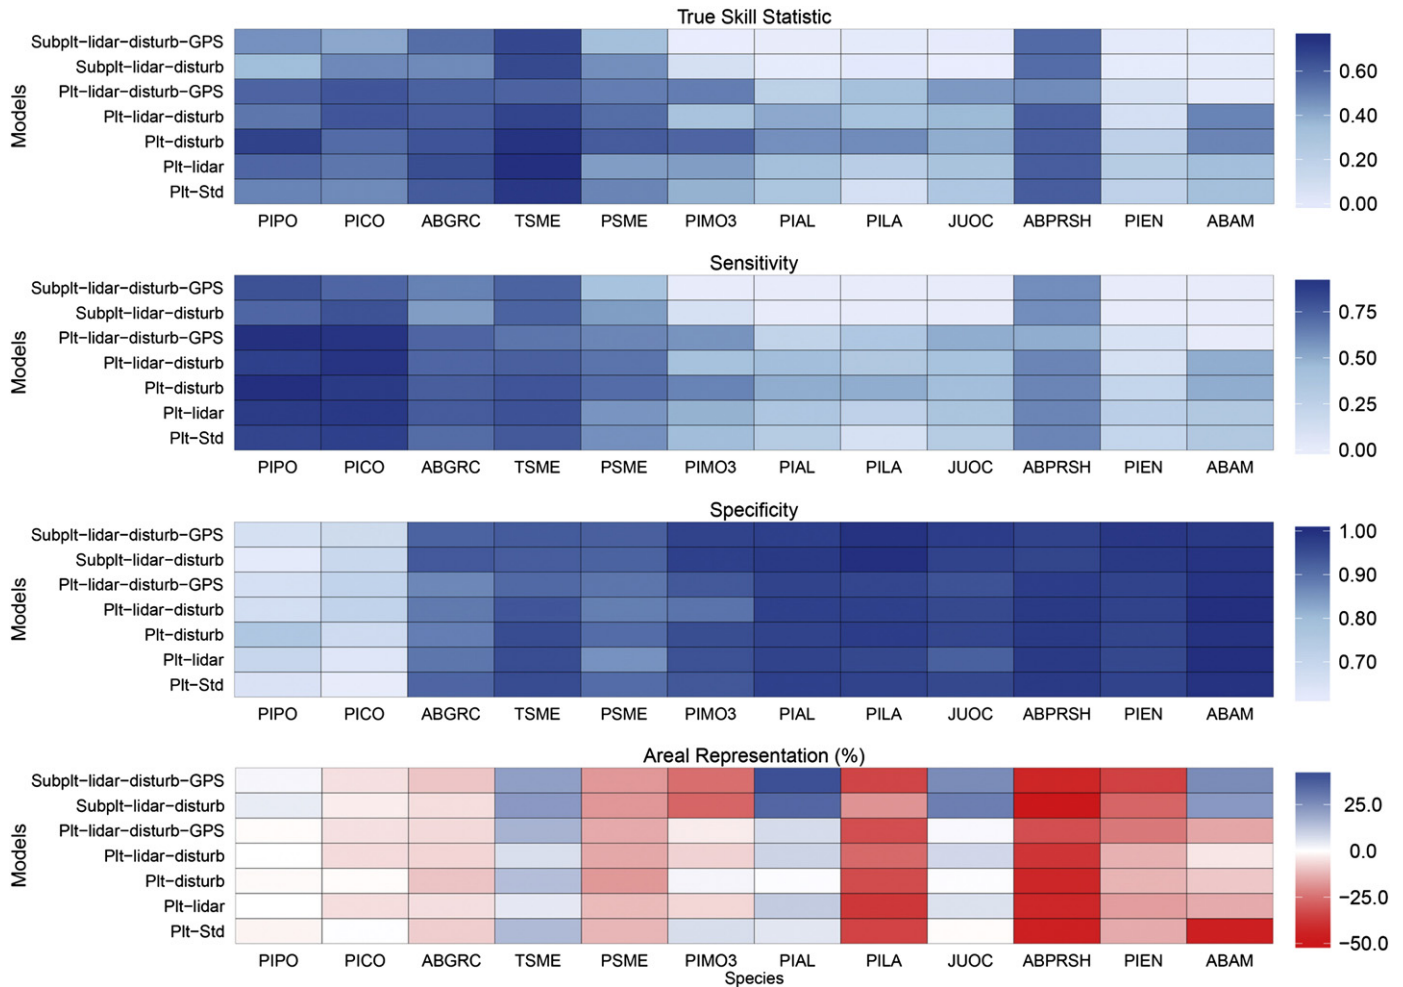 True Skill Statistic
Models
Subplt-lidar-disturb-GPS
Subplt-lidar-disturb
Plt-lidar-disturb-GPS
Plt-lidar-disturb
Plt-disturb
Plt-lidar
Plt-Std
PIPO PICO ABGRC TSME PSME PIMO3 PIAL PILA JUOC ABPRSH PIEN ABAM
0.60
0.40
0.20
0.00
Sensitivity
Models
Subplt-lidar-disturb-GPS
Subplt-lidar-disturb
Plt-lidar-disturb-GPS
Plt-lidar-disturb
Plt-disturb
Plt-lidar
Plt-Std
PIPO PICO ABGRC TSME PSME PIMO3 PIAL PILA JUOC ABPRSH PIEN ABAM
0.75
0.50
0.25
0.00
Specificity
Models
Subplt-lidar-disturb-GPS
Subplt-lidar-disturb
Plt-lidar-disturb-GPS
Plt-lidar-disturb
Plt-disturb
Plt-lidar
Plt-Std
PIPO PICO ABGRC TSME PSME PIMO3 PIAL PILA JUOC ABPRSH PIEN ABAM
1.00
0.90
0.80
0.70
Areal Representation (%)
Models
Subplt-lidar-disturb-GPS
Subplt-lidar-disturb
Plt-lidar-disturb-GPS
Plt-lidar-disturb
Plt-disturb
Plt-lidar
Plt-Std
PIPO PICO ABGRC TSME PSME PIMO3 PIAL PILA JUOC ABPRSH PIEN ABAM
Species
25.0
0.0
−25.0
−50.0